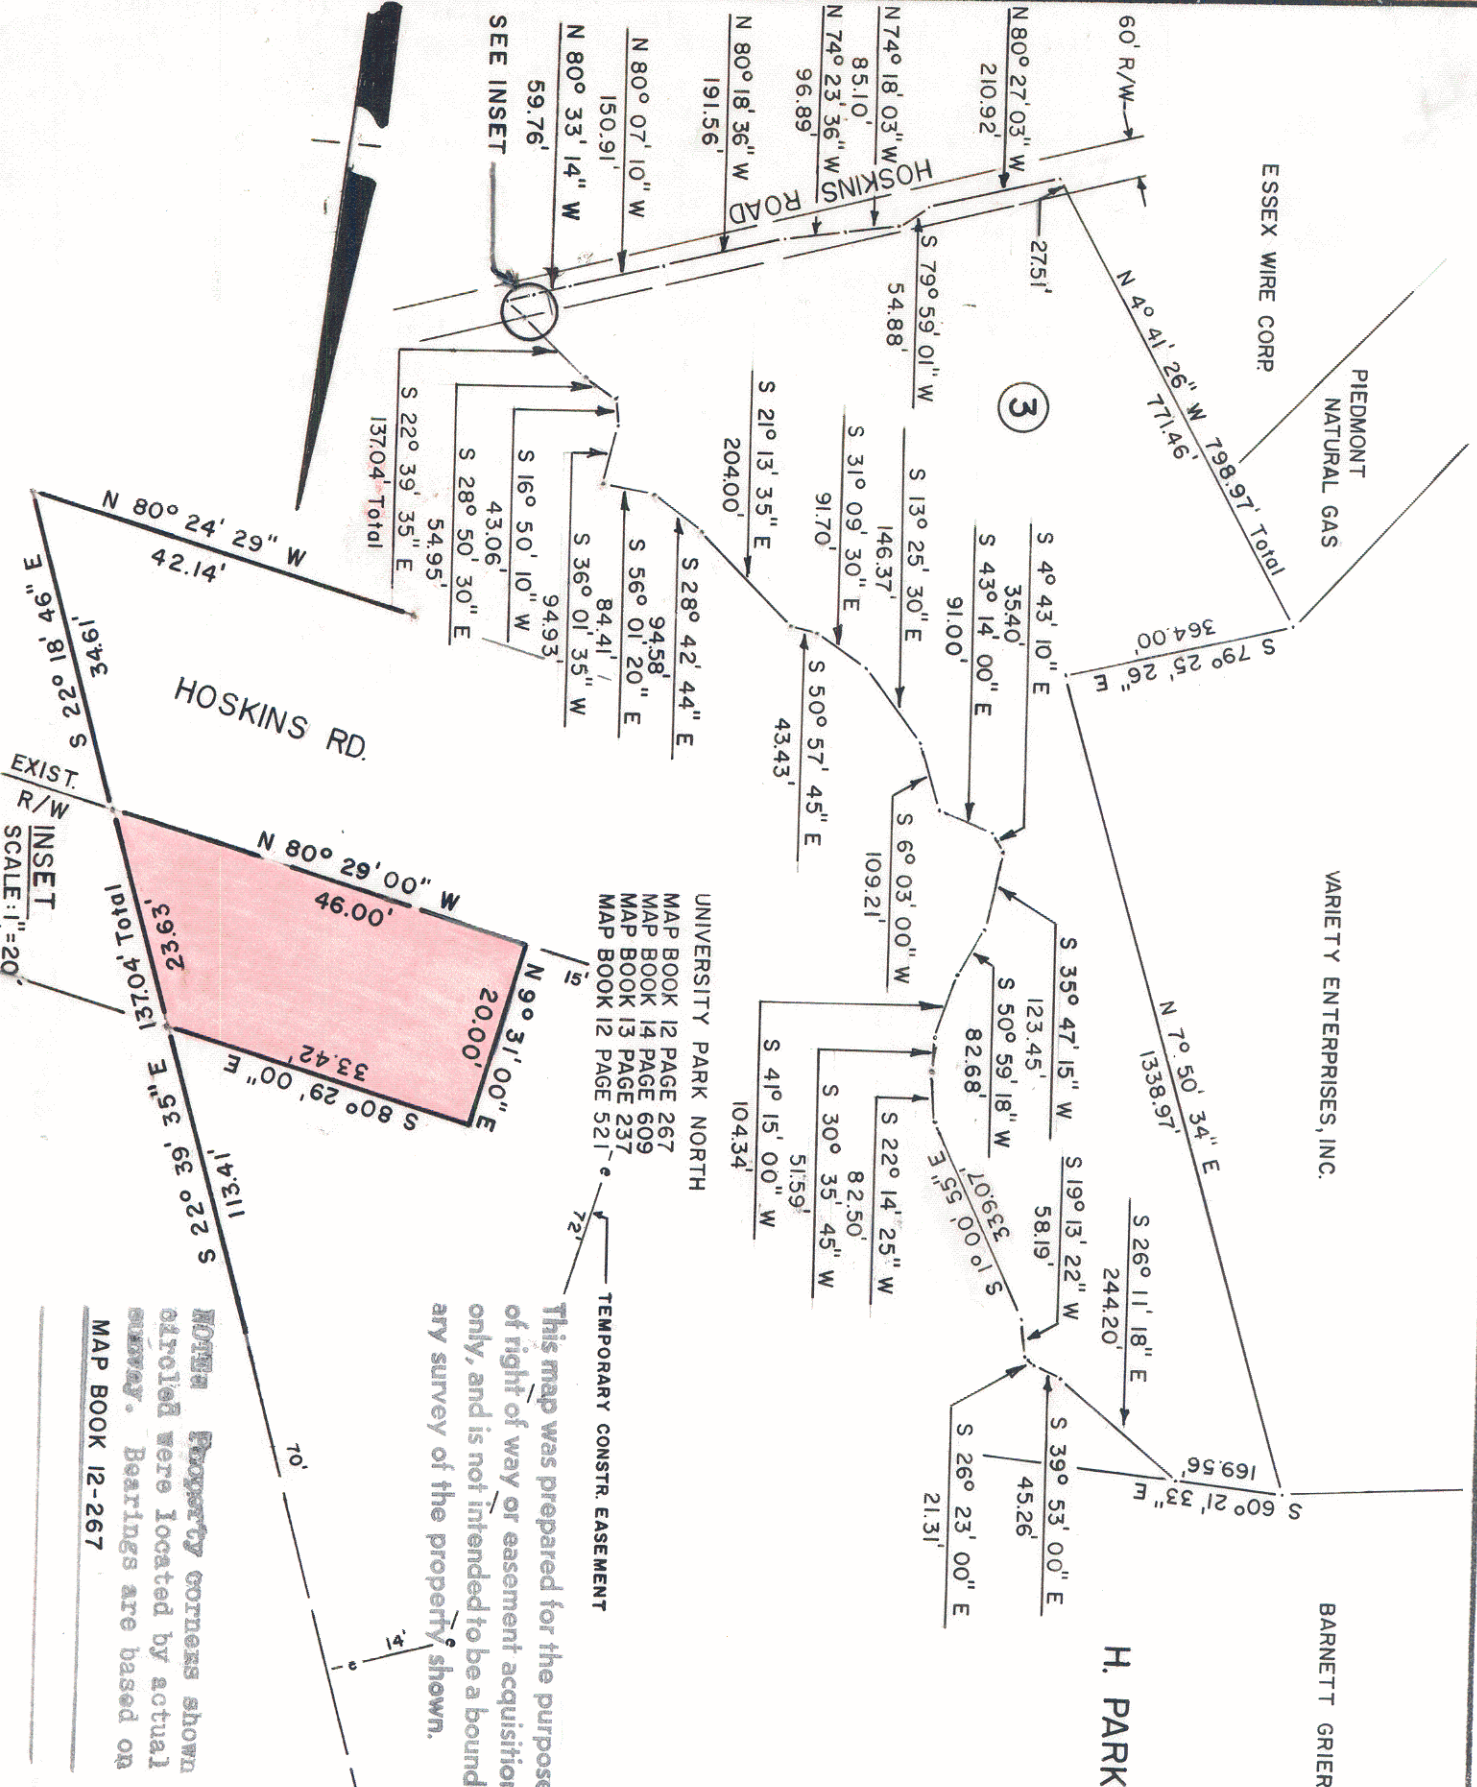 60' R/W
N 80° 27' 03" W
210.92'
N 74° 18' 03" W
85.10'
N 74° 23' 36" W
96.89'
N 80° 18' 36" W
191.56'
N 80° 07' 10" W
150.91'
N 80° 33' 14" W
59.76'
SEE INSET
HOSKINS ROAD
27.51'
S 79° 59' 01" W
54.88'
ESSEX WIRE CORP.
PIEDMONT
NATURAL GAS
N 4° 41' 26" W 798.97' Total
771.46'
3
S 79° 25' 26" E
364.00'
VARIETY ENTERPRISES, INC.
N 7° 50' 34" E
1338.97'
BARNETT GRIER
H. PARK
S 60° 21' 33" E
169.56'
S 22° 39' 35" E
137.04' Total
S 28° 50' 30" E
54.95'
S 16° 50' 10" W
43.06'
S 36° 01' 35" W
94.93'
S 56° 01' 20" E
84.41'
S 28° 42' 44" E
94.58'
S 21° 13' 35" E
204.00'
S 50° 57' 45" E
43.43'
S 31° 09' 30" E
91.70'
S 13° 25' 30" E
146.37'
S 6° 03' 00" W
109.21'
S 43° 14' 00" E
91.00'
S 4° 43' 10" E
35.40'
S 35° 47' 15" W
123.45'
S 50° 59' 18" W
82.68'
S 41° 15' 00" W
104.34'
S 30° 35' 45" W
51.59'
S 22° 14' 25" W
82.50'
S 1° 00' 55" E
339.07'
S 19° 13' 22" W
58.19'
S 26° 23' 00" E
21.31'
S 39° 53' 00" E
45.26'
S 26° 11' 18" E
244.20'
UNIVERSITY PARK NORTH
MAP BOOK 12 PAGE 267
MAP BOOK 14 PAGE 609
MAP BOOK 13 PAGE 237
MAP BOOK 12 PAGE 521
e
72'
TEMPORARY CONSTR. EASEMENT
N 80° 24' 29" W
42.14'
S 22° 18' 46" E
34.61'
HOSKINS RD.
EXIST.
R/W
INSET
SCALE: 1"=20'
N 80° 29' 00" W
46.00'
15'
N 9° 31' 00" E
20.00'
S 80° 29' 00" E
33.42'
23.63'
137.04' Total
S 22° 39' 35" E
113.41'
70'
14'
e
e
This map was prepared for the purpose
of right of way or easement acquisition
only, and is not intended to be a bound
ary survey of the property shown.
NOTE: Property corners shown
circled were located by actual
survey. Bearings are based on
MAP BOOK 12-267